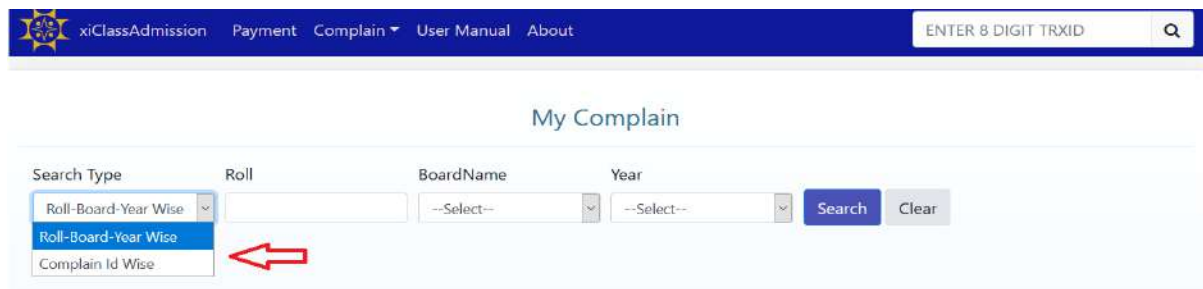 xiClassAdmission Payment Complain User Manual About ENTER 8 DIGIT TRXID
My Complain
Search Type Roll BoardName Year
Roll-Board-Year Wise --Select-- --Select-- Search Clear
Roll-Board-Year Wise
Complain Id Wise